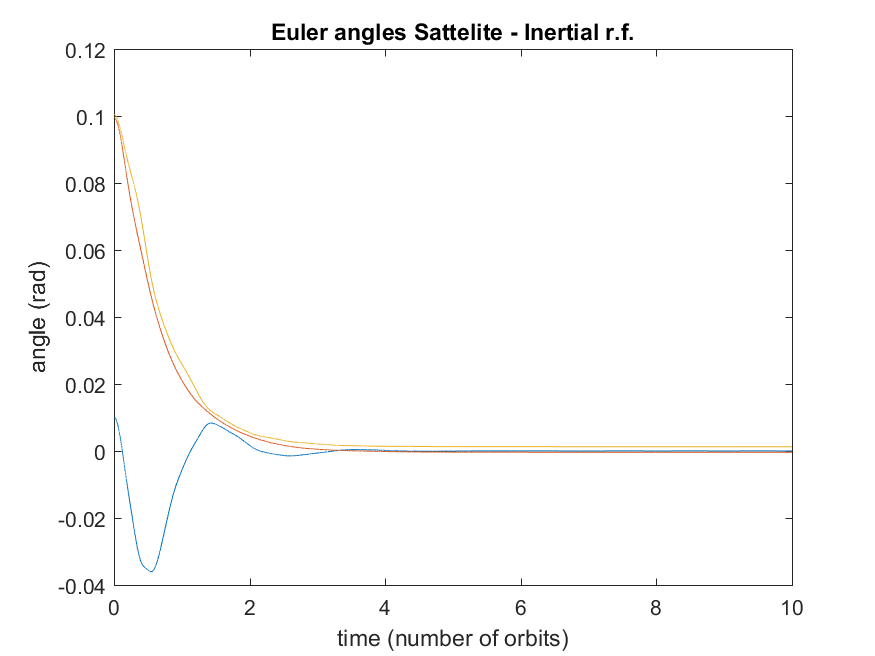 Euler angles Sattelite - Inertial r.f.
0.12
0.1
0.08
0.06
0.04
0.02
0
-0.02
-0.04
angle (rad)
0 2 4 6 8 10
time (number of orbits)